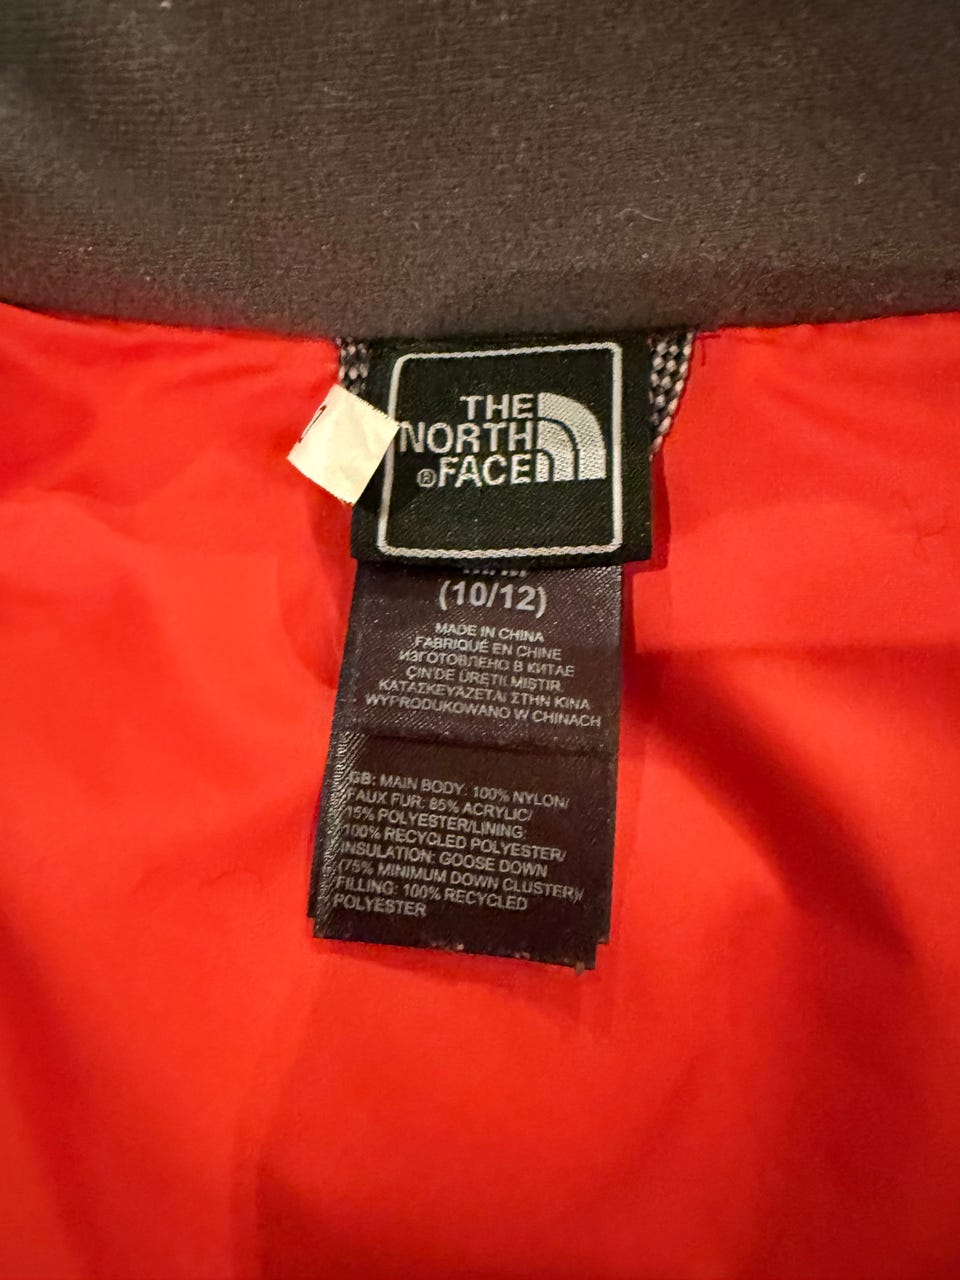 THE
NORTH
® FACE
(10/12)
MADE IN CHINA
FABRIQUÉ EN CHINE
ИЗГОТОВЛЕНО В КИТАЕ
ÇIN'DE ÜRETILMISTIR.
ΚΑΤΑΣΚΕΥΑΖΕΤΑΙ ΣΤΗΝ ΚΙΝΑ
WYPRODUKOWANO W CHINACH
GB: MAIN BODY: 100% NYLON/
FAUX FUR: 85% ACRYLIC/
15% POLYESTER/LINING:
100% RECYCLED POLYESTER/
INSULATION: GOOSE DOWN
(75% MINIMUM DOWN CLUSTER)/
FILLING: 100% RECYCLED
POLYESTER